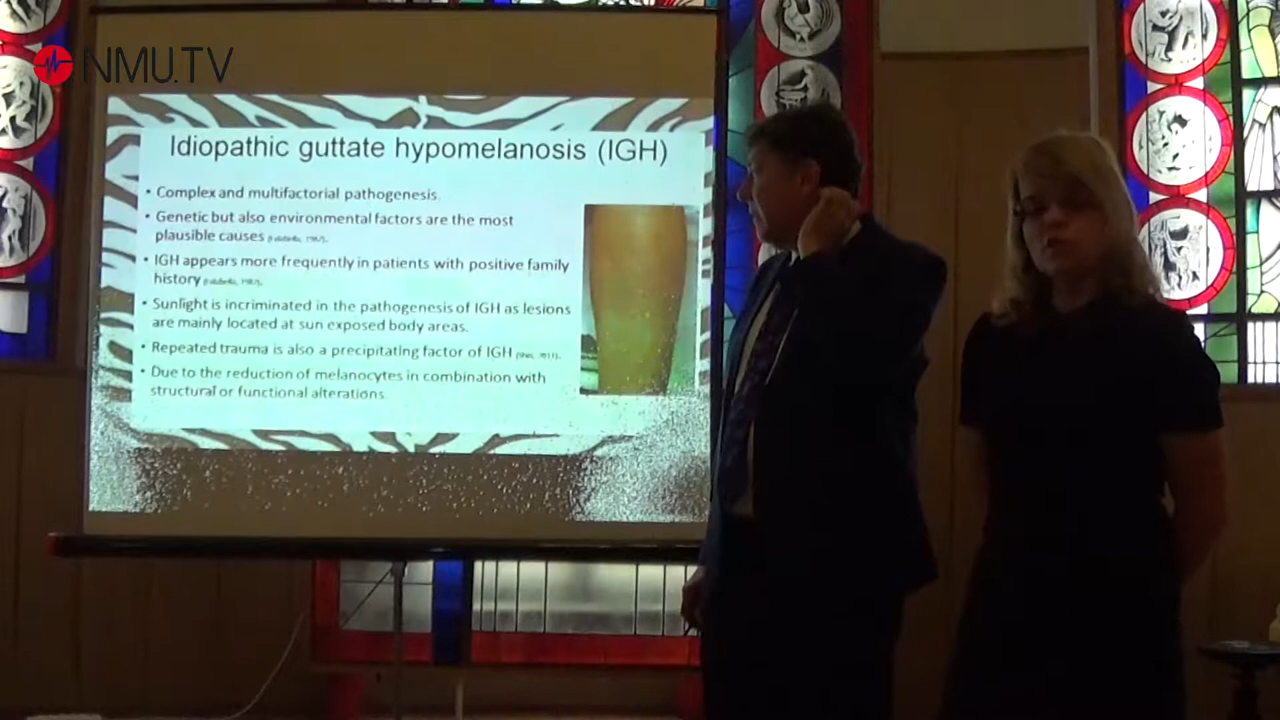 NMU.TV
Idiopathic guttate hypomelanosis (IGH)
• Complex and multifactorial pathogenesis.
• Genetic but also environmental factors are the most
plausible causes
• IGH appears more frequently in patients with positive family
history
• Sunlight is incriminated in the pathogenesis of IGH as lesions
are mainly located at sun exposed body areas.
• Repeated trauma is also a precipitating factor of IGH
• Due to the reduction of melanocytes in combination with
structural or functional alterations.